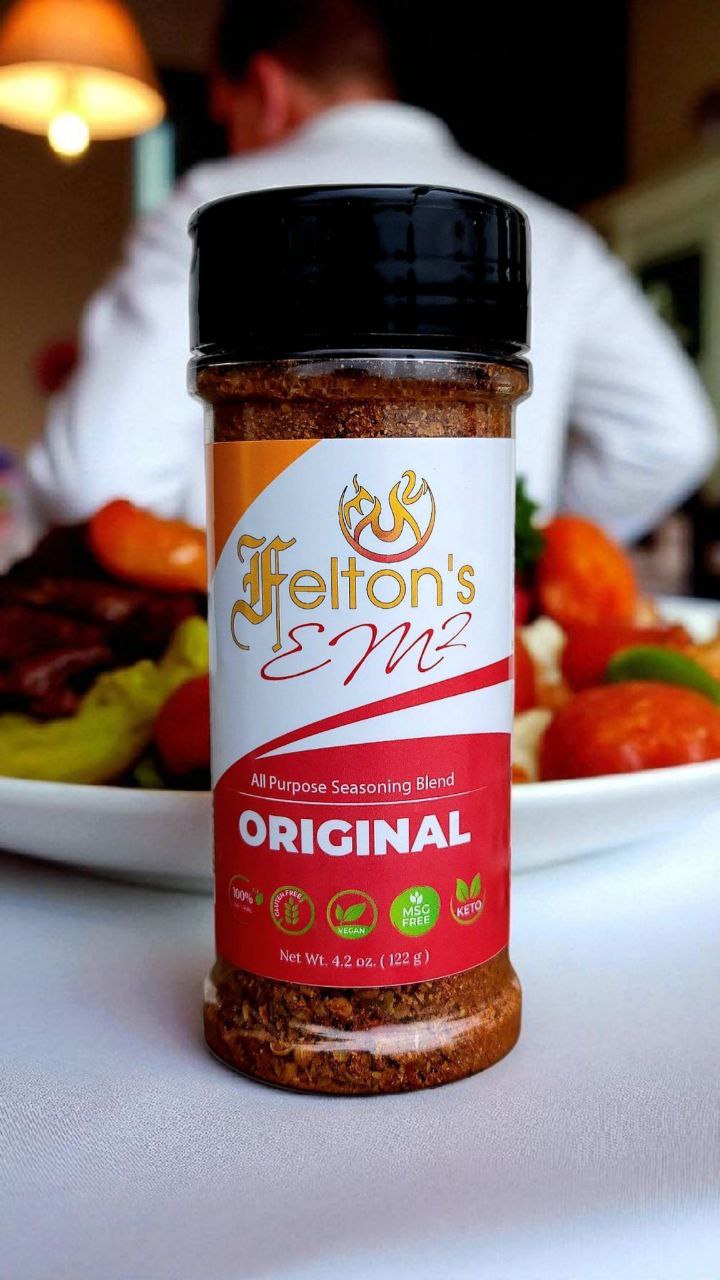 Felton's
EM2
All Purpose Seasoning Blend
ORIGINAL
100%
GLUTEN FREE
VEGAN
MSG
FREE
KETO
Net Wt. 4.2 oz. ( 122 g )